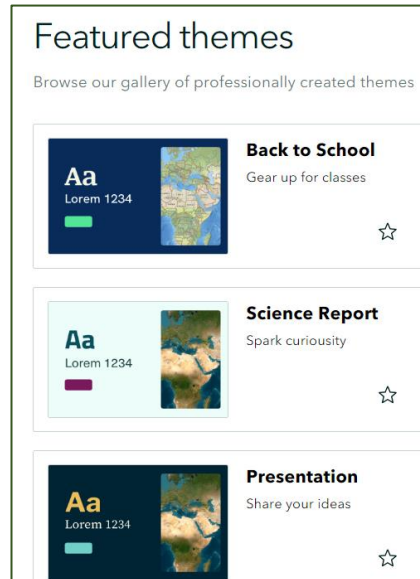 Featured themes
Browse our gallery of professionally created themes
Aa
Lorem 1234
Back to School
Gear up for classes
Aa
Lorem 1234
Science Report
Spark curiousity
Aa
Lorem 1234
Presentation
Share your ideas